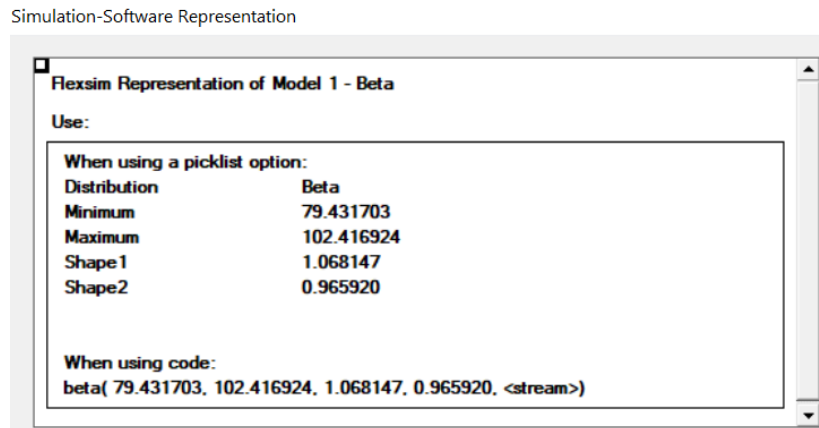 Simulation-Software Representation
Flexsim Representation of Model 1 - Beta
Use:
When using a picklist option:
Distribution Beta
Minimum 79.431703
Maximum 102.416924
Shape1 1.068147
Shape2 0.965920
When using code:
beta( 79.431703, 102.416924, 1.068147, 0.965920, <stream>)